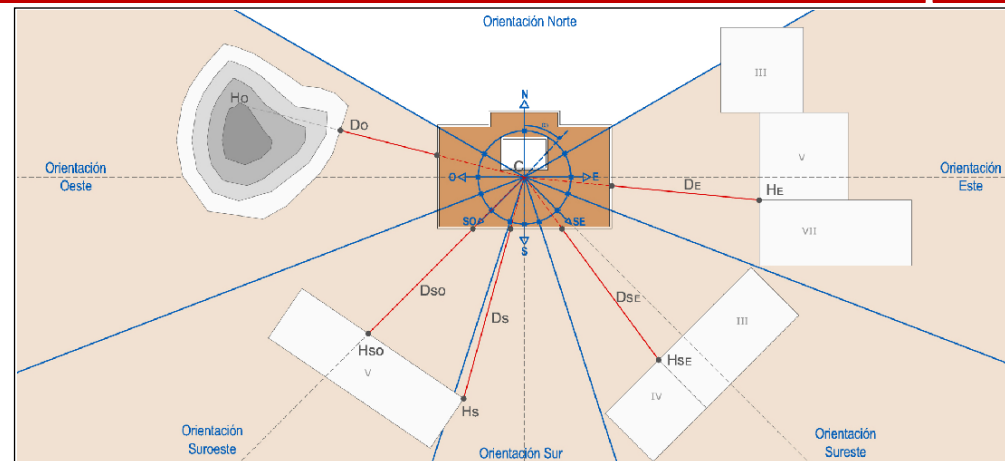 Orientación Norte
III
Ho
Do
N
C
V
Orientación
Oeste
O
E
DE
HE
Orientación
Este
SO
SE
S
VII
Dso
Ds
DSE
III
Hso
V
HSE
IV
Hs
Orientación
Suroeste
Orientación Sur
Orientación
Sureste